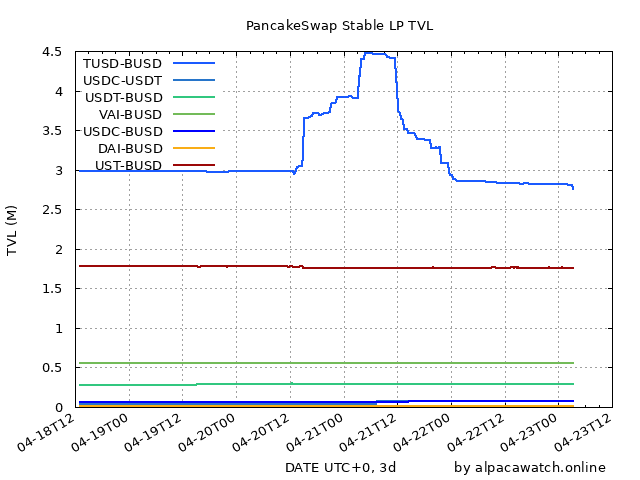 PancakeSwap Stable LP TVL
TVL (M)
4.5
4
3.5
3
2.5
2
1.5
1
0.5
0
TUSD-BUSD
USDC-USDT
USDT-BUSD
VAI-BUSD
USDC-BUSD
DAI-BUSD
UST-BUSD
04-18T12
04-19T00
04-19T12
04-20T00
04-20T12
04-21T00
04-21T12
04-22T00
04-22T12
04-23T00
04-23T12
DATE UTC+0, 3d
by alpacawatch.online